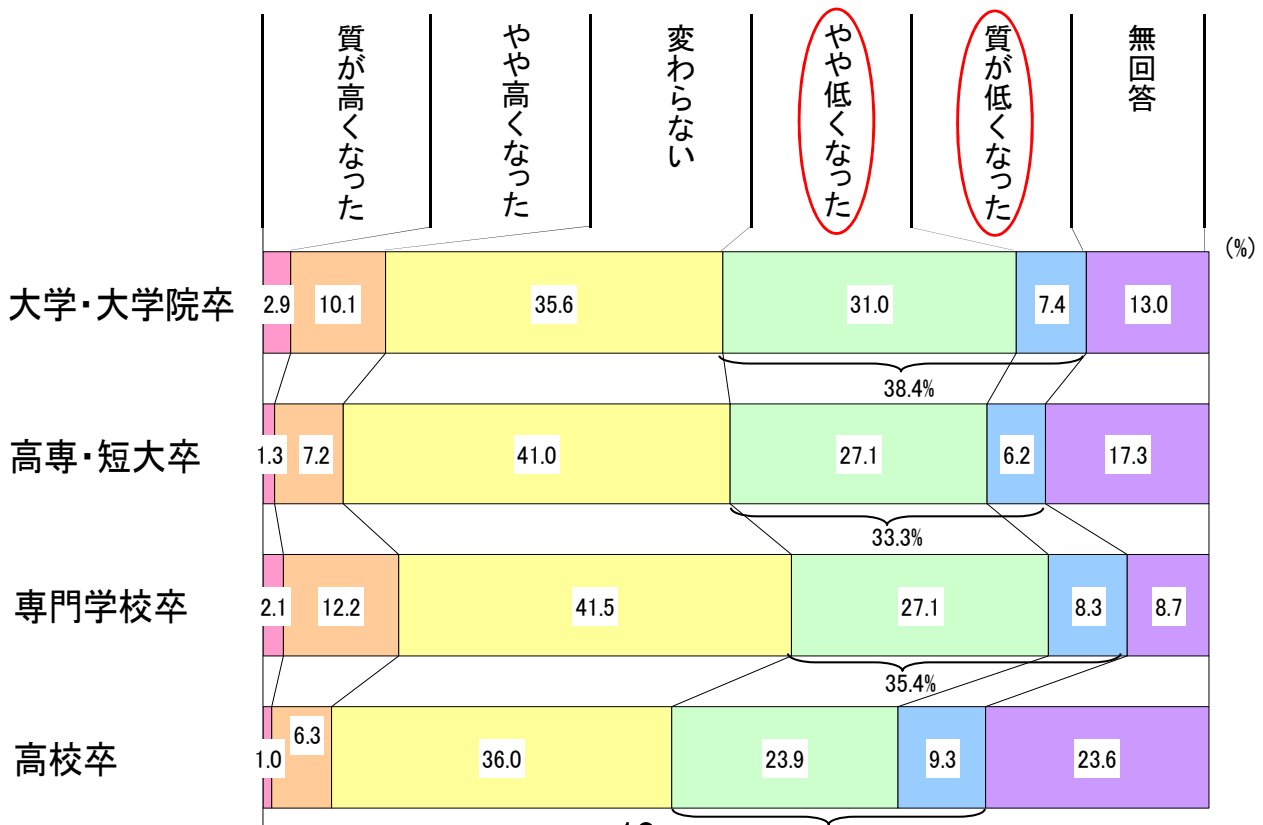 質が高くなった
やや高くなった
変わらない
やや低くなった
質が低くなった
無回答
(%)
大学・大学院卒
2.9
10.1
35.6
31.0
7.4
13.0
38.4%
高専・短大卒
1.3
7.2
41.0
27.1
6.2
17.3
33.3%
専門学校卒
2.1
12.2
41.5
27.1
8.3
8.7
35.4%
高校卒
1.0
6.3
36.0
23.9
9.3
23.6